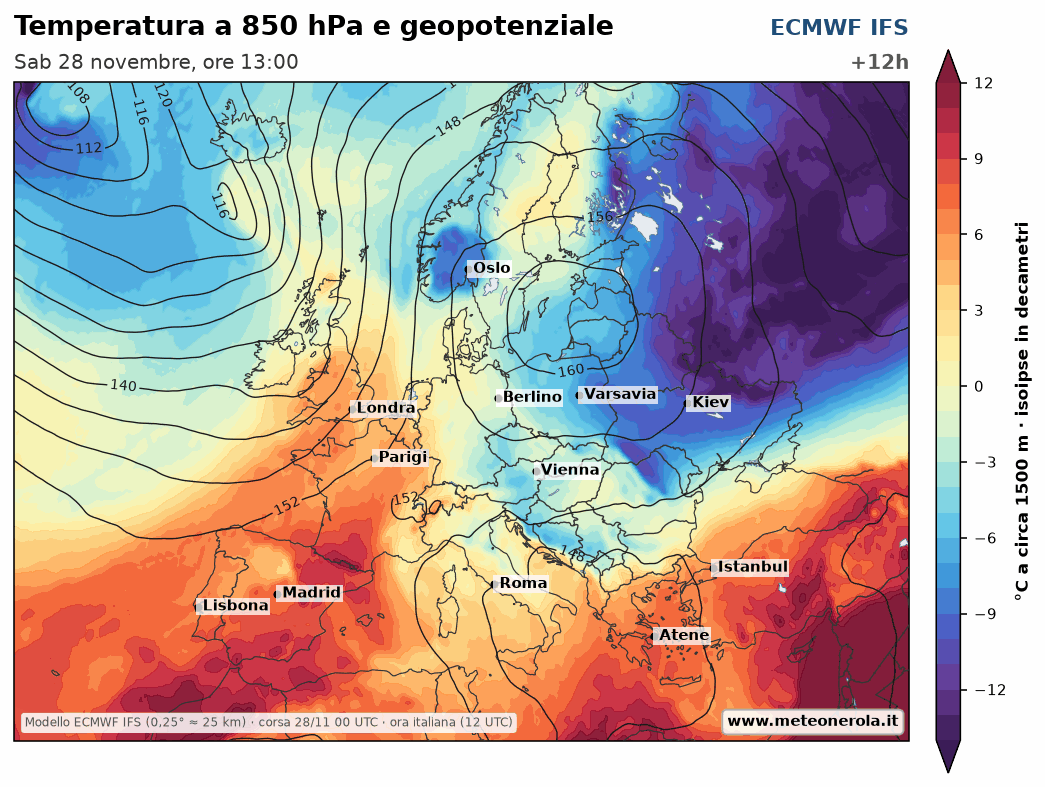 Temperatura a 850 hPa e geopotenziale
ECMWF IFS
Sab 28 novembre, ore 13:00
+12h
108
120
116
112
148
116
156
Oslo
160
140
Berlino
Varsavia
Kiev
Londra
Parigi
Vienna
152
152
148
Roma
Istanbul
Madrid
Lisbona
Atene
Modello ECMWF IFS (0,25° ≈ 25 km) · corsa 28/11 00 UTC · ora italiana (12 UTC)
www.meteonerola.it
12
9
6
3
0
−3
−6
−9
−12
°C a circa 1500 m · isoipse in decametri